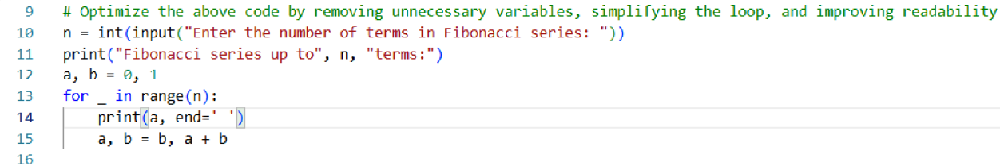 9 # Optimize the above code by removing unnecessary variables, simplifying the loop, and improving readability
10 n = int(input("Enter the number of terms in Fibonacci series: "))
11 print("Fibonacci series up to", n, "terms:")
12 a, b = 0, 1
13 for _ in range(n):
14     print(a, end=' ')
15     a, b = b, a + b
16